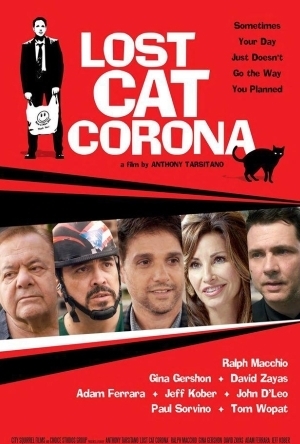 LOST
CAT
CORONA
a film by ANTHONY TARSITANO
Sometimes
Your Day
Just Doesn't
Go the Way
You Planned
Ralph Macchio
Gina Gershon + David Zayas
Adam Ferrara + Jeff Kober + John D'Leo
Paul Sorvino + Tom Wopat